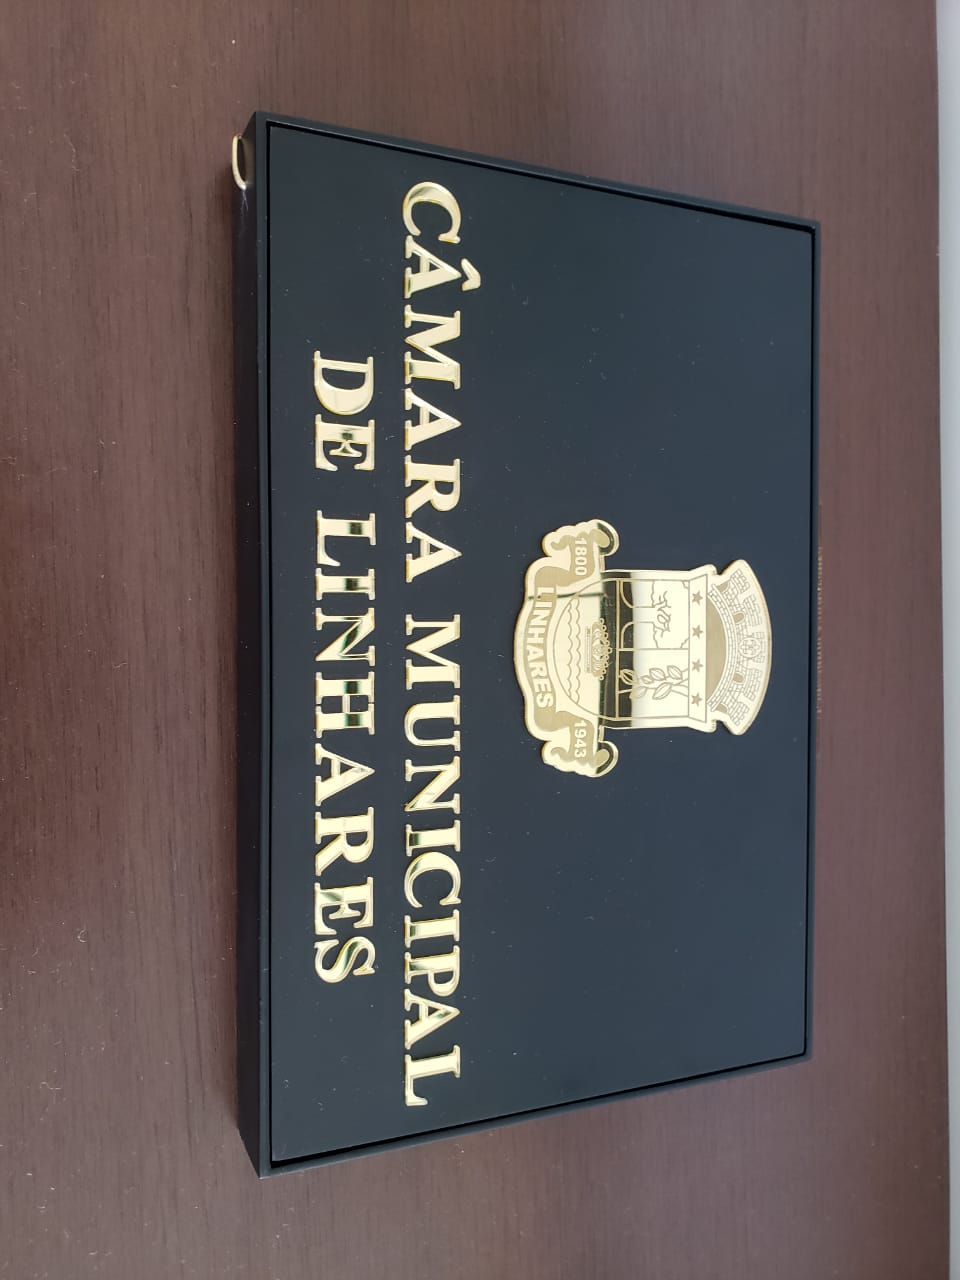 1800
LINHARES
1943
CÂMARA MUNICIPAL
DE LINHARES